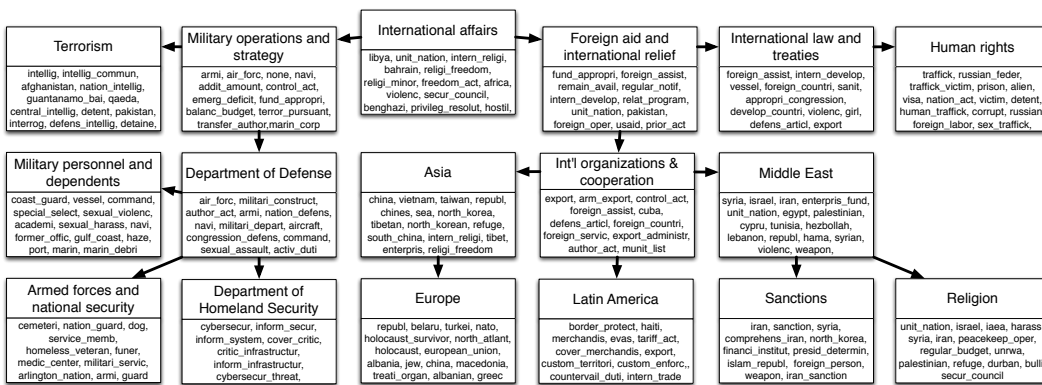 Terrorism
intellig, intellig_commun,
afghanistan, nation_intellig,
guantanamo_bai, qaeda,
central_intellig, detent, pakistan,
interrog, defens_intellig, detaine,
Military operations and
strategy
armi, air_forc, none, navi,
addit_amount, control_act,
emerg_deficit, fund_appropri,
balanc_budget, terror_pursuant,
transfer_author,marin_corp
International affairs
libya, unit_nation, intern_religi,
bahrain, religi_freedom,
religi_minor, freedom_act, africa,
violenc, secur_council,
benghazi, privileg_resolut, hostil,
Foreign aid and
international relief
fund_appropri, foreign_assist,
remain_avail, regular_notif,
intern_develop, relat_program,
unit_nation, pakistan,
foreign_oper, usaid, prior_act
International law and
treaties
foreign_assist, intern_develop,
vessel, foreign_countri, sanit,
appropri_congression,
develop_countri, violenc, girl,
defens_articl, export
Human rights
traffick, russian_feder,
traffick_victim, prison, alien,
visa, nation_act, victim, detent,
human_traffick, corrupt, russian,
foreign_labor, sex_traffick,
Military personnel and
dependents
coast_guard, vessel, command,
special_select, sexual_violenc,
academi, sexual_harass, navi,
former_offic, gulf_coast, haze,
port, marin, marin_debri
Department of Defense
air_forc, militari_construct,
author_act, armi, nation_defens,
navi, militari_depart, aircraft,
congression_defens, command,
sexual_assault, activ_duti
Asia
china, vietnam, taiwan, republ,
chines, sea, north_korea,
tibetan, north_korean, refuge,
south_china, intern_religi, tibet,
enterpris, religi_freedom
Int'l organizations &
cooperation
export, arm_export, control_act,
foreign_assist, cuba,
defens_articl, foreign_countri,
foreign_servic, export_administr,
author_act, munit_list
Middle East
syria, israel, iran, enterpris_fund,
unit_nation, egypt, palestinian,
cypru, tunisia, hezbollah,
lebanon, republ, hama, syrian,
violenc, weapon,
Armed forces and
national security
cemeteri, nation_guard, dog,
service_memb,
homeless_veteran, funer,
medic_center, militari_servic,
arlington_nation, armi, guard
Department of
Homeland Security
cybersecur, inform_secur,
inform_system, cover_critic,
critic_infrastructur,
inform_infrastructur,
cybersecur_threat,
Europe
republ, belaru, turkei, nato,
holocaust_survivor, north_atlant,
holocaust, european_union,
albania, jew, china, macedonia,
treati_organ, albanian, greec
Latin America
border_protect, haiti,
merchandis, evas, tariff_act,
cover_merchandis, export,
custom_territori, custom_enforc,,
countervail_duti, intern_trade
Sanctions
iran, sanction, syria,
comprehens_iran, north_korea,
financi_institut, presid_determin,
islam_republ, foreign_person,
weapon, iran_sanction
Religion
unit_nation, israel, iaea, harass,
syria, iran, peacekeep_oper,
regular_budget, unrwa,
palestinian, refuge, durban, bulli,
secur_council